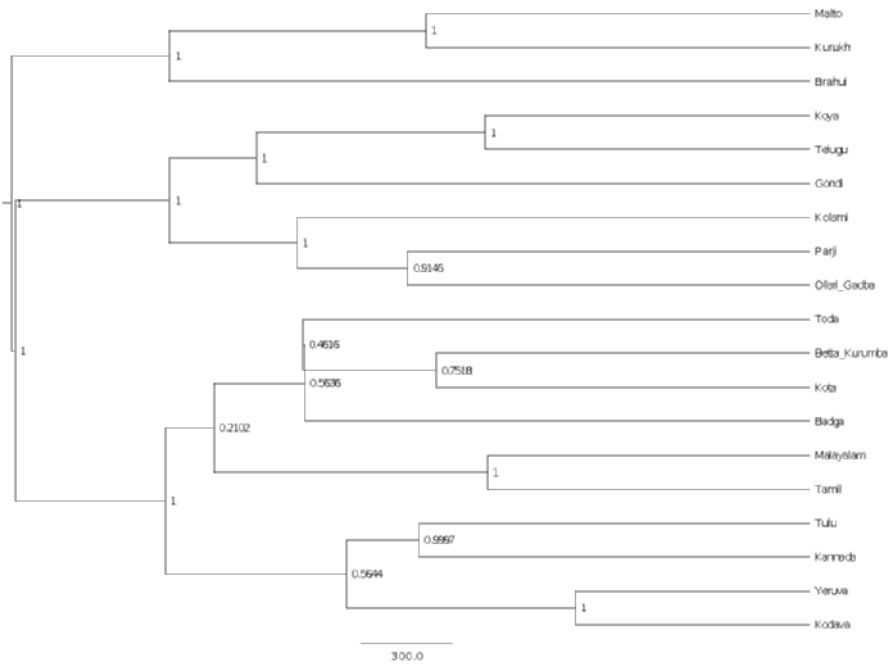 Malto
1
Kurukh
1
Brahui
Koya
1
Telugu
1
Gondi
1
1
Kolami
1
Parji
0.9146
Ollari_Gadba
Toda
0.4616
1
Betta_Kurumba
0.7518
0.5636
Kota
Badga
0.2102
Malayalam
1
Tamil
1
Tulu
0.9997
Kannada
0.5644
Yeruva
1
Kodava
300.0